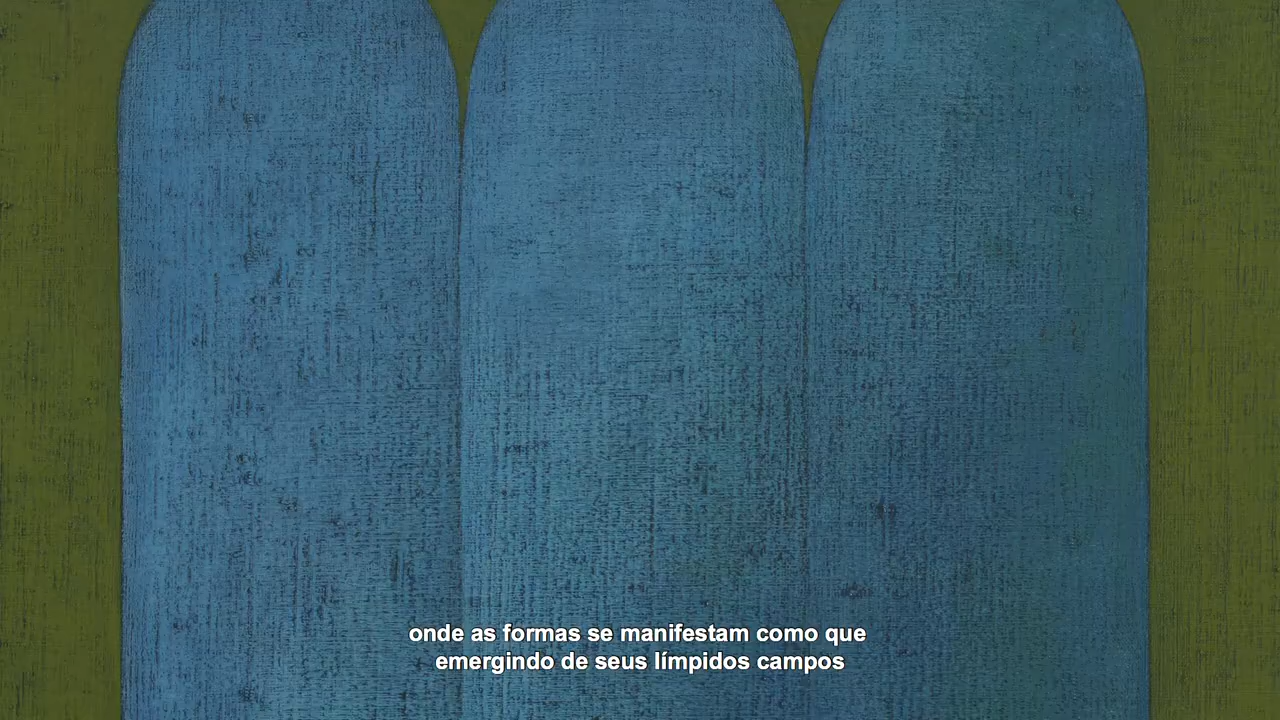 onde as formas se manifestam como que
emergindo de seus límpidos campos